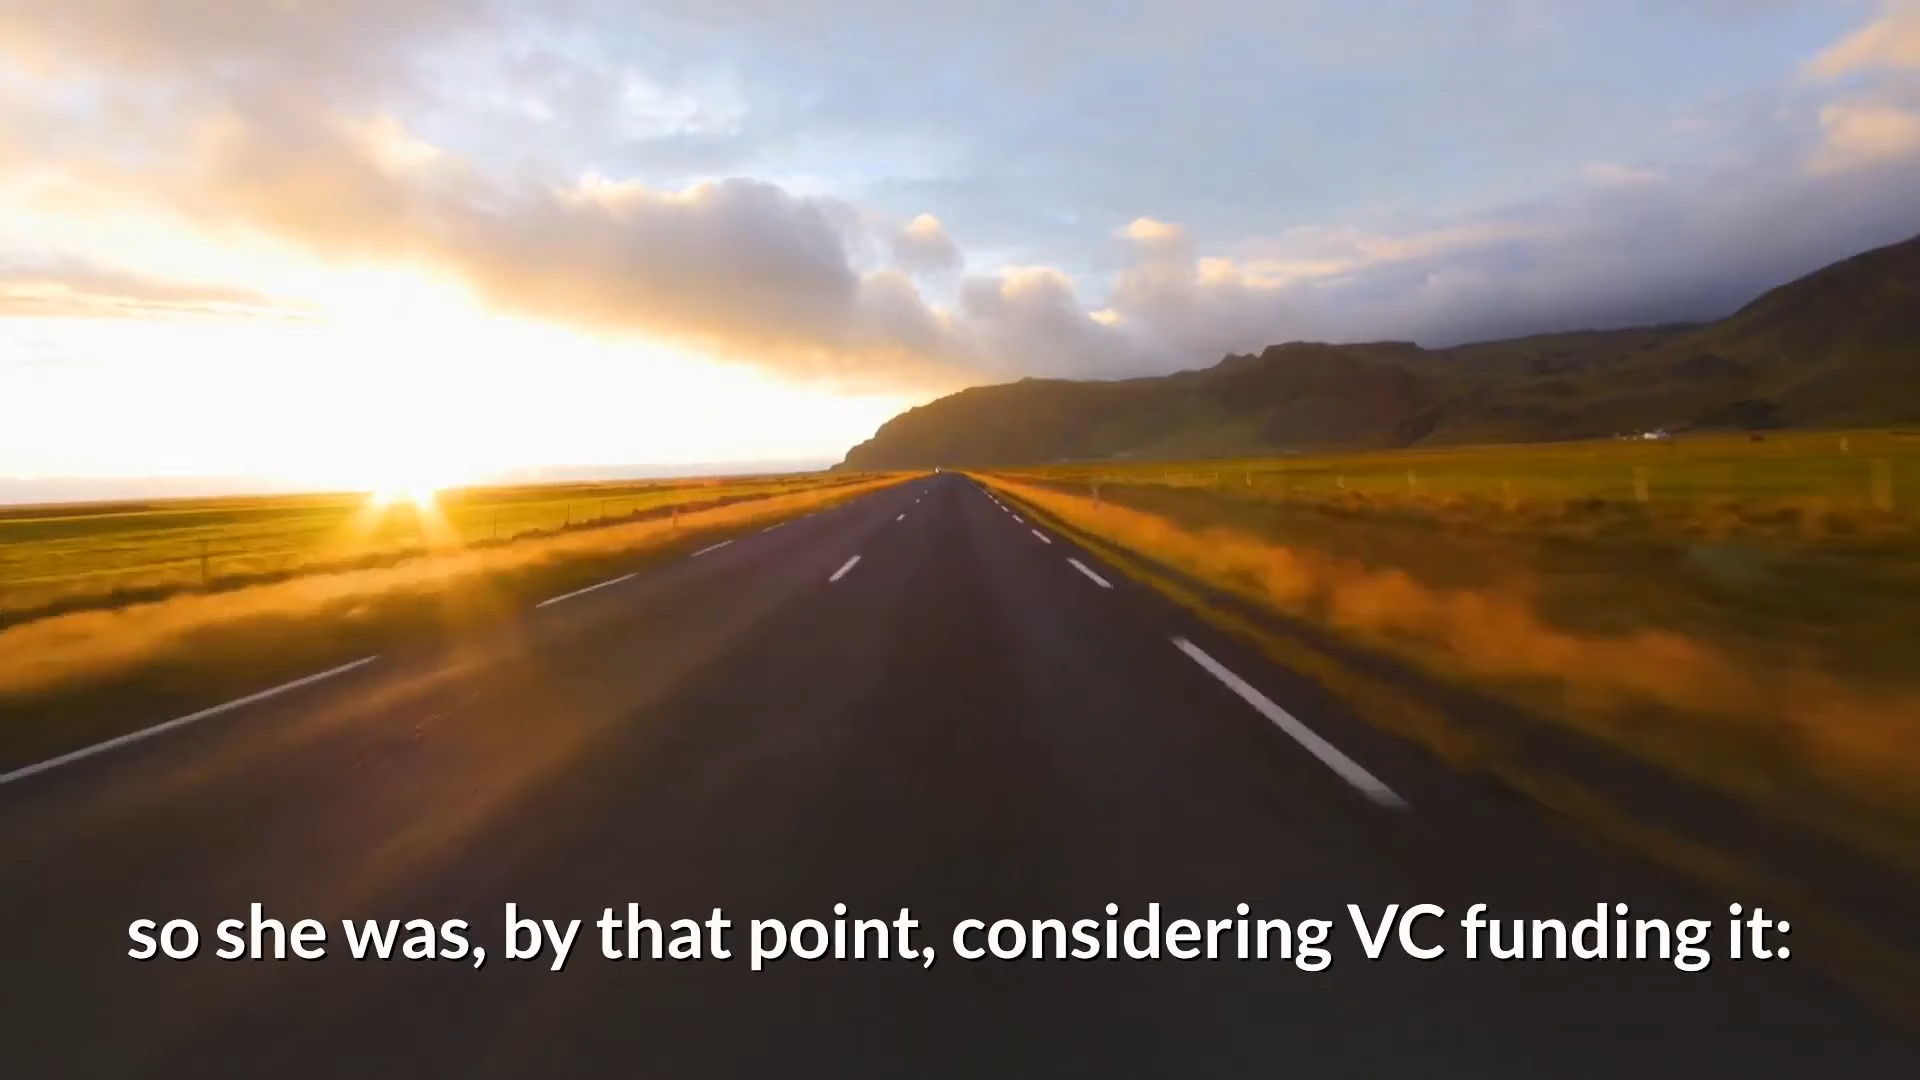 so she was, by that point, considering VC funding it: